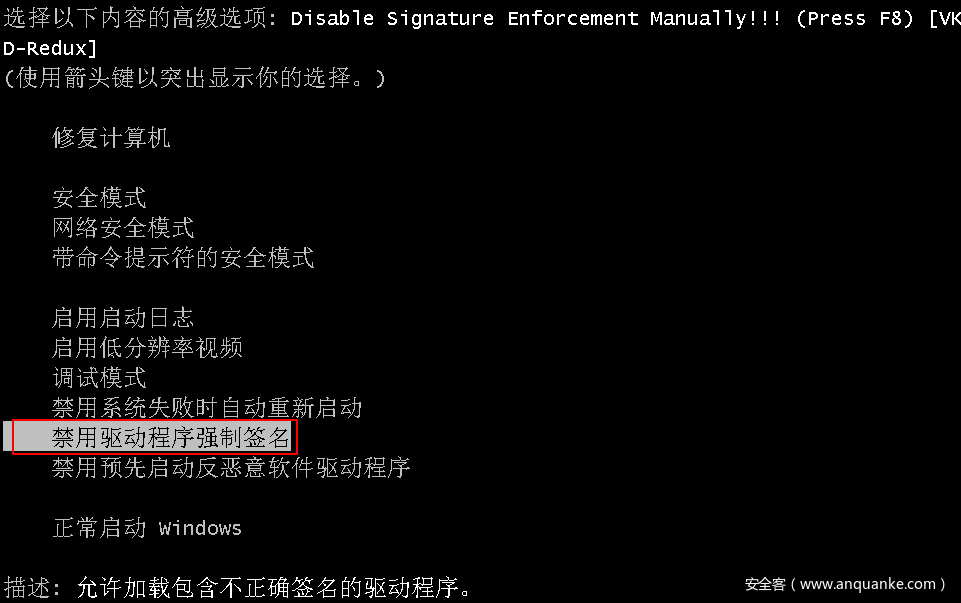 选择以下内容的高级选项: Disable Signature Enforcement Manually!!! (Press F8) [VK
D-Redux]
(使用箭头键以突出显示你的选择。)
修复计算机
安全模式
网络安全模式
带命令提示符的安全模式
启用启动日志
启用低分辨率视频
调试模式
禁用系统失败时自动重新启动
禁用驱动程序强制签名
禁用预先启动反恶意软件驱动程序
正常启动 Windows
描述: 允许加载包含不正确签名的驱动程序。
安全客 ( www.anquanke.com )